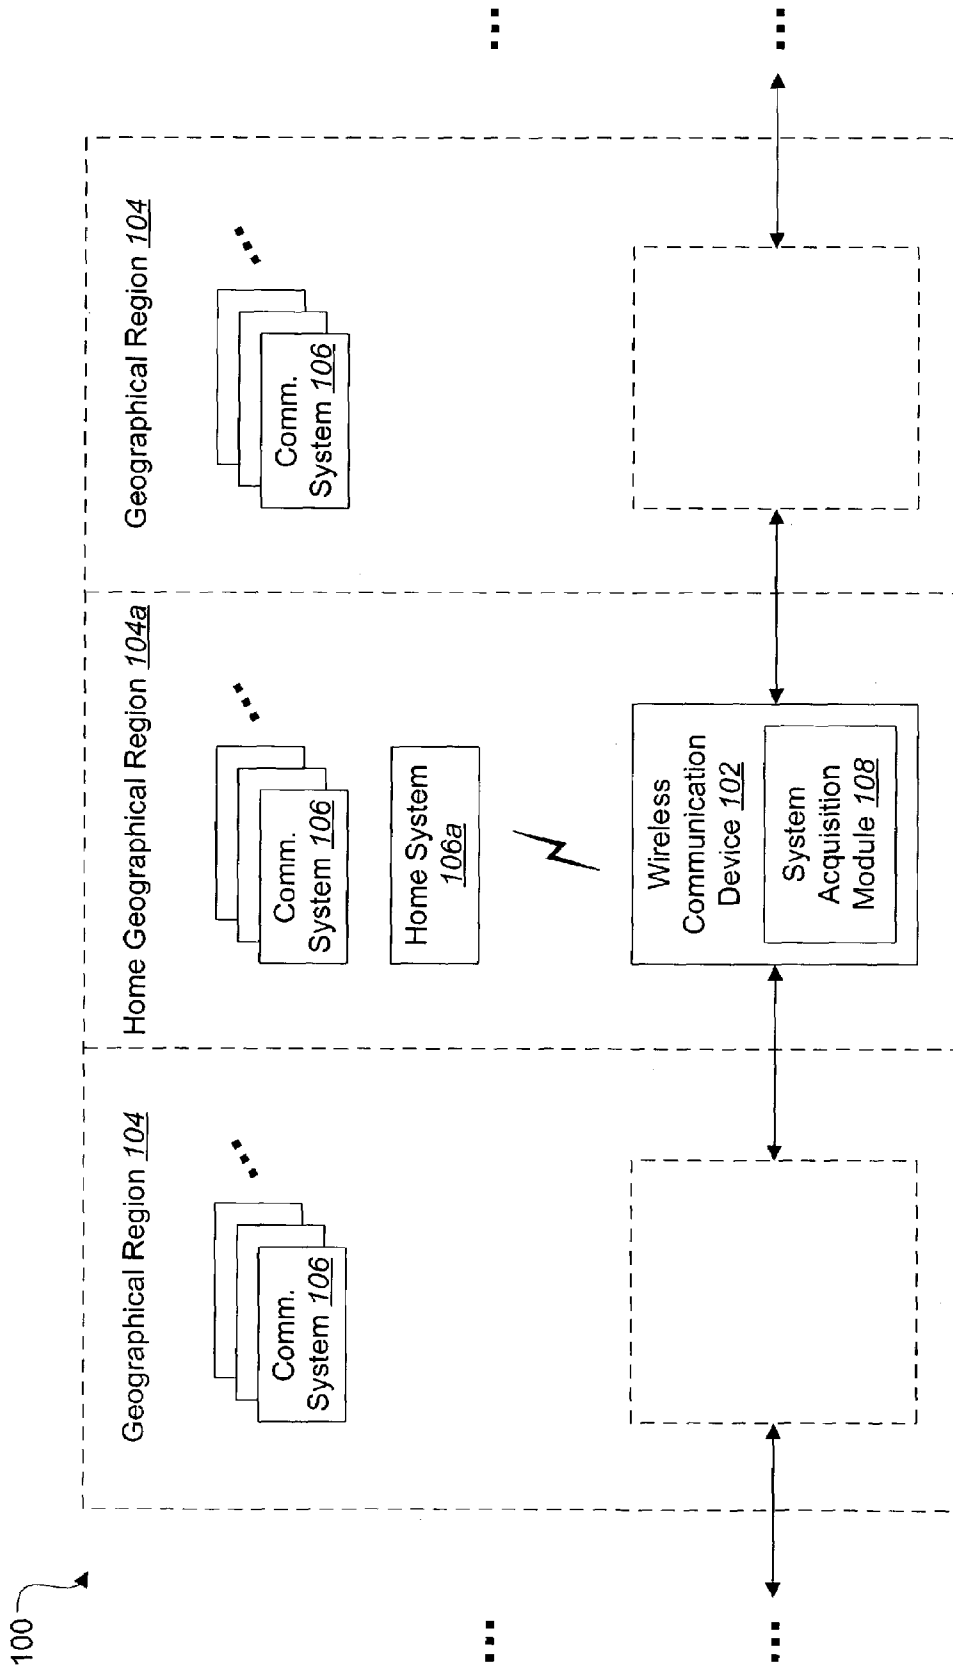 100
Geographical Region 104
Comm.
System 106
Home Geographical Region 104a
Comm.
System 106
Home System
106a
Wireless
Communication
Device 102
System
Acquisition
Module 108
Geographical Region 104
Comm.
System 106